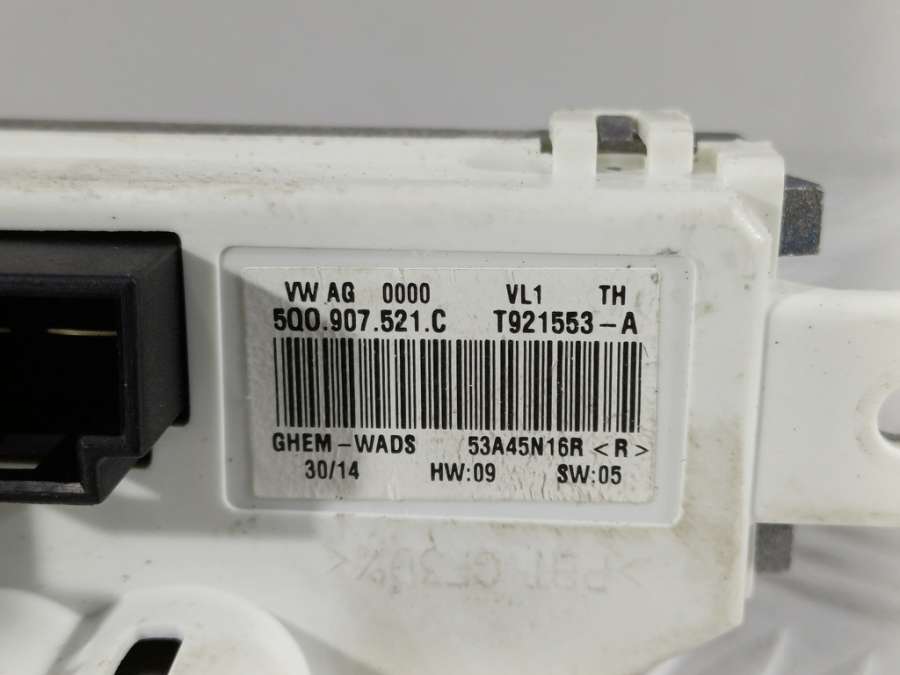 VW AG 0000 VL1 TH
5Q0.907.521.C T921553-A
GHEM-WADS 53A45N16R <R>
30/14 HW:09 SW:05